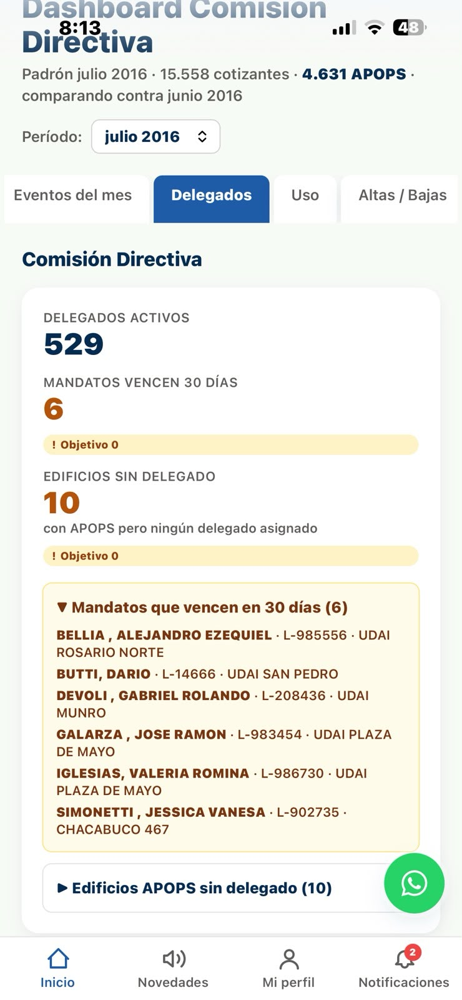 Dashboard Comisión
8:13
48
Directiva
Padrón julio 2016 · 15.558 cotizantes · 4.631 APOPS ·
comparando contra junio 2016
Período: julio 2016
Eventos del mes Delegados Uso Altas / Bajas
Comisión Directiva
DELEGADOS ACTIVOS
529
MANDATOS VENCEN 30 DÍAS
6
! Objetivo 0
EDIFICIOS SIN DELEGADO
10
con APOPS pero ningún delegado asignado
! Objetivo 0
▼ Mandatos que vencen en 30 días (6)
BELLIA , ALEJANDRO EZEQUIEL · L-985556 · UDAI
ROSARIO NORTE
BUTTI, DARIO · L-14666 · UDAI SAN PEDRO
DEVOLI , GABRIEL ROLANDO · L-208436 · UDAI
MUNRO
GALARZA , JOSE RAMON · L-983454 · UDAI PLAZA
DE MAYO
IGLESIAS, VALERIA ROMINA · L-986730 · UDAI
PLAZA DE MAYO
SIMONETTI , JESSICA VANESA · L-902735 ·
CHACABUCO 467
▶ Edificios APOPS sin delegado (10)
2
Inicio Novedades Mi perfil Notificaciones